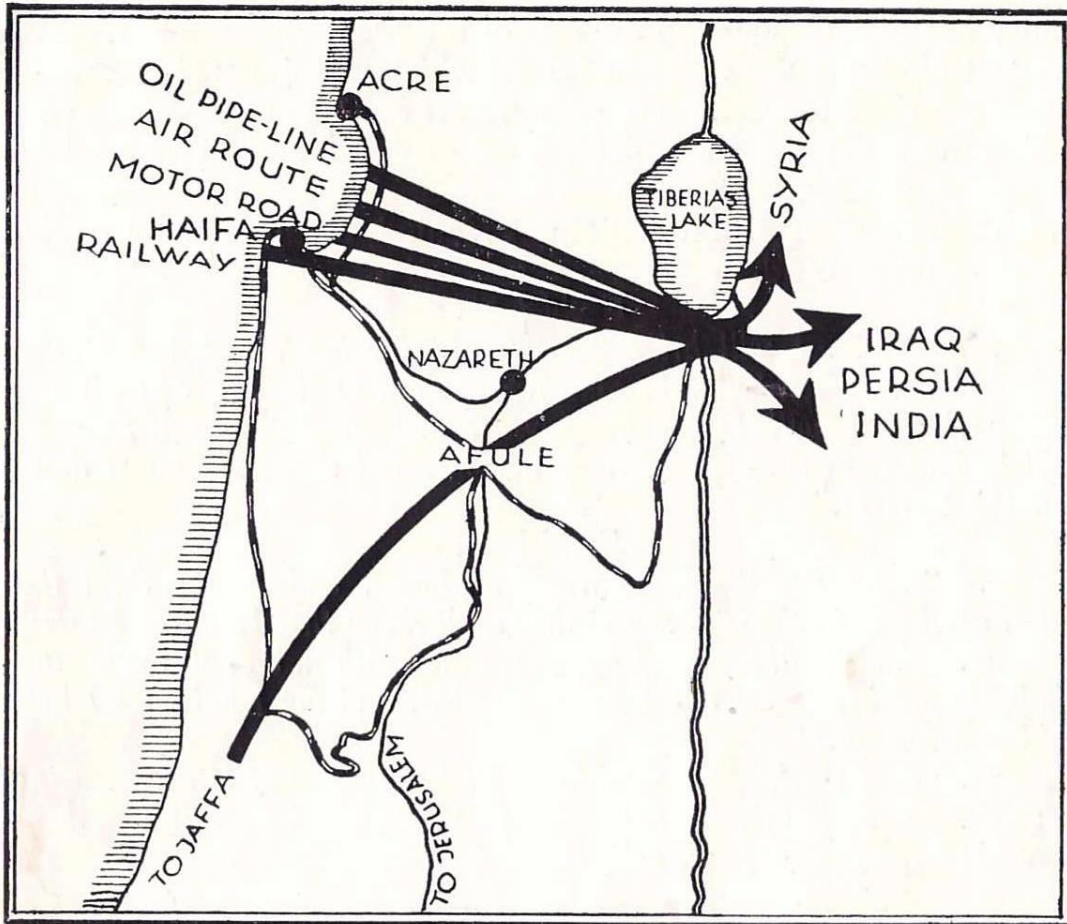 ACRE
OIL PIPE-LINE
AIR ROUTE
MOTOR ROAD
HAIFA
RAILWAY
TIBERIAS
LAKE
SYRIA
IRAQ
PERSIA
INDIA
NAZARETH
AFULE
TO JAFFA
TO JERUSALEM